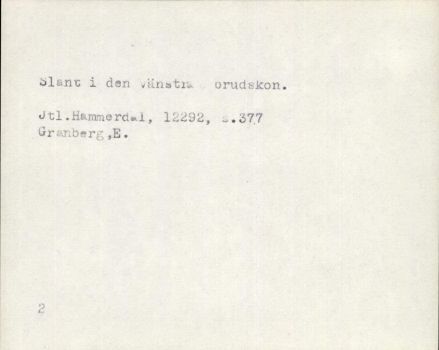 Slant i den vänstra brudskon.
Jtl.Hammerdal, 12292, s.377
Granberg,E.
2